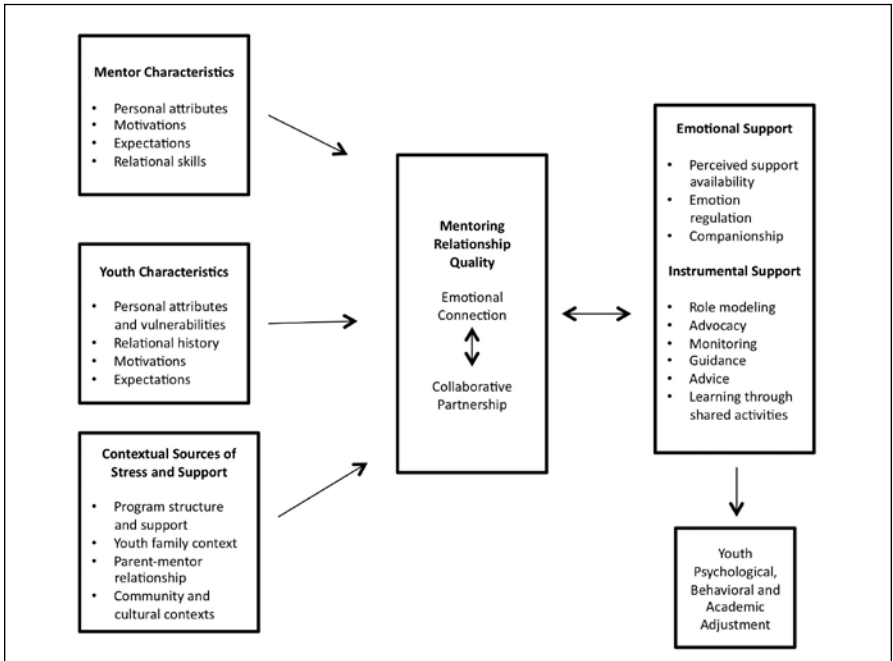 Mentor Characteristics
• Personal attributes
• Motivations
• Expectations
• Relational skills
Youth Characteristics
• Personal attributes
and vulnerabilities
• Relational history
• Motivations
• Expectations
Contextual Sources of
Stress and Support
• Program structure
and support
• Youth family context
• Parent-mentor
relationship
• Community and
cultural contexts
Mentoring
Relationship
Quality
Emotional
Connection
Collaborative
Partnership
Emotional Support
• Perceived support
availability
• Emotion
regulation
• Companionship
Instrumental Support
• Role modeling
• Advocacy
• Monitoring
• Guidance
• Advice
• Learning through
shared activities
Youth
Psychological,
Behavioral and
Academic
Adjustment